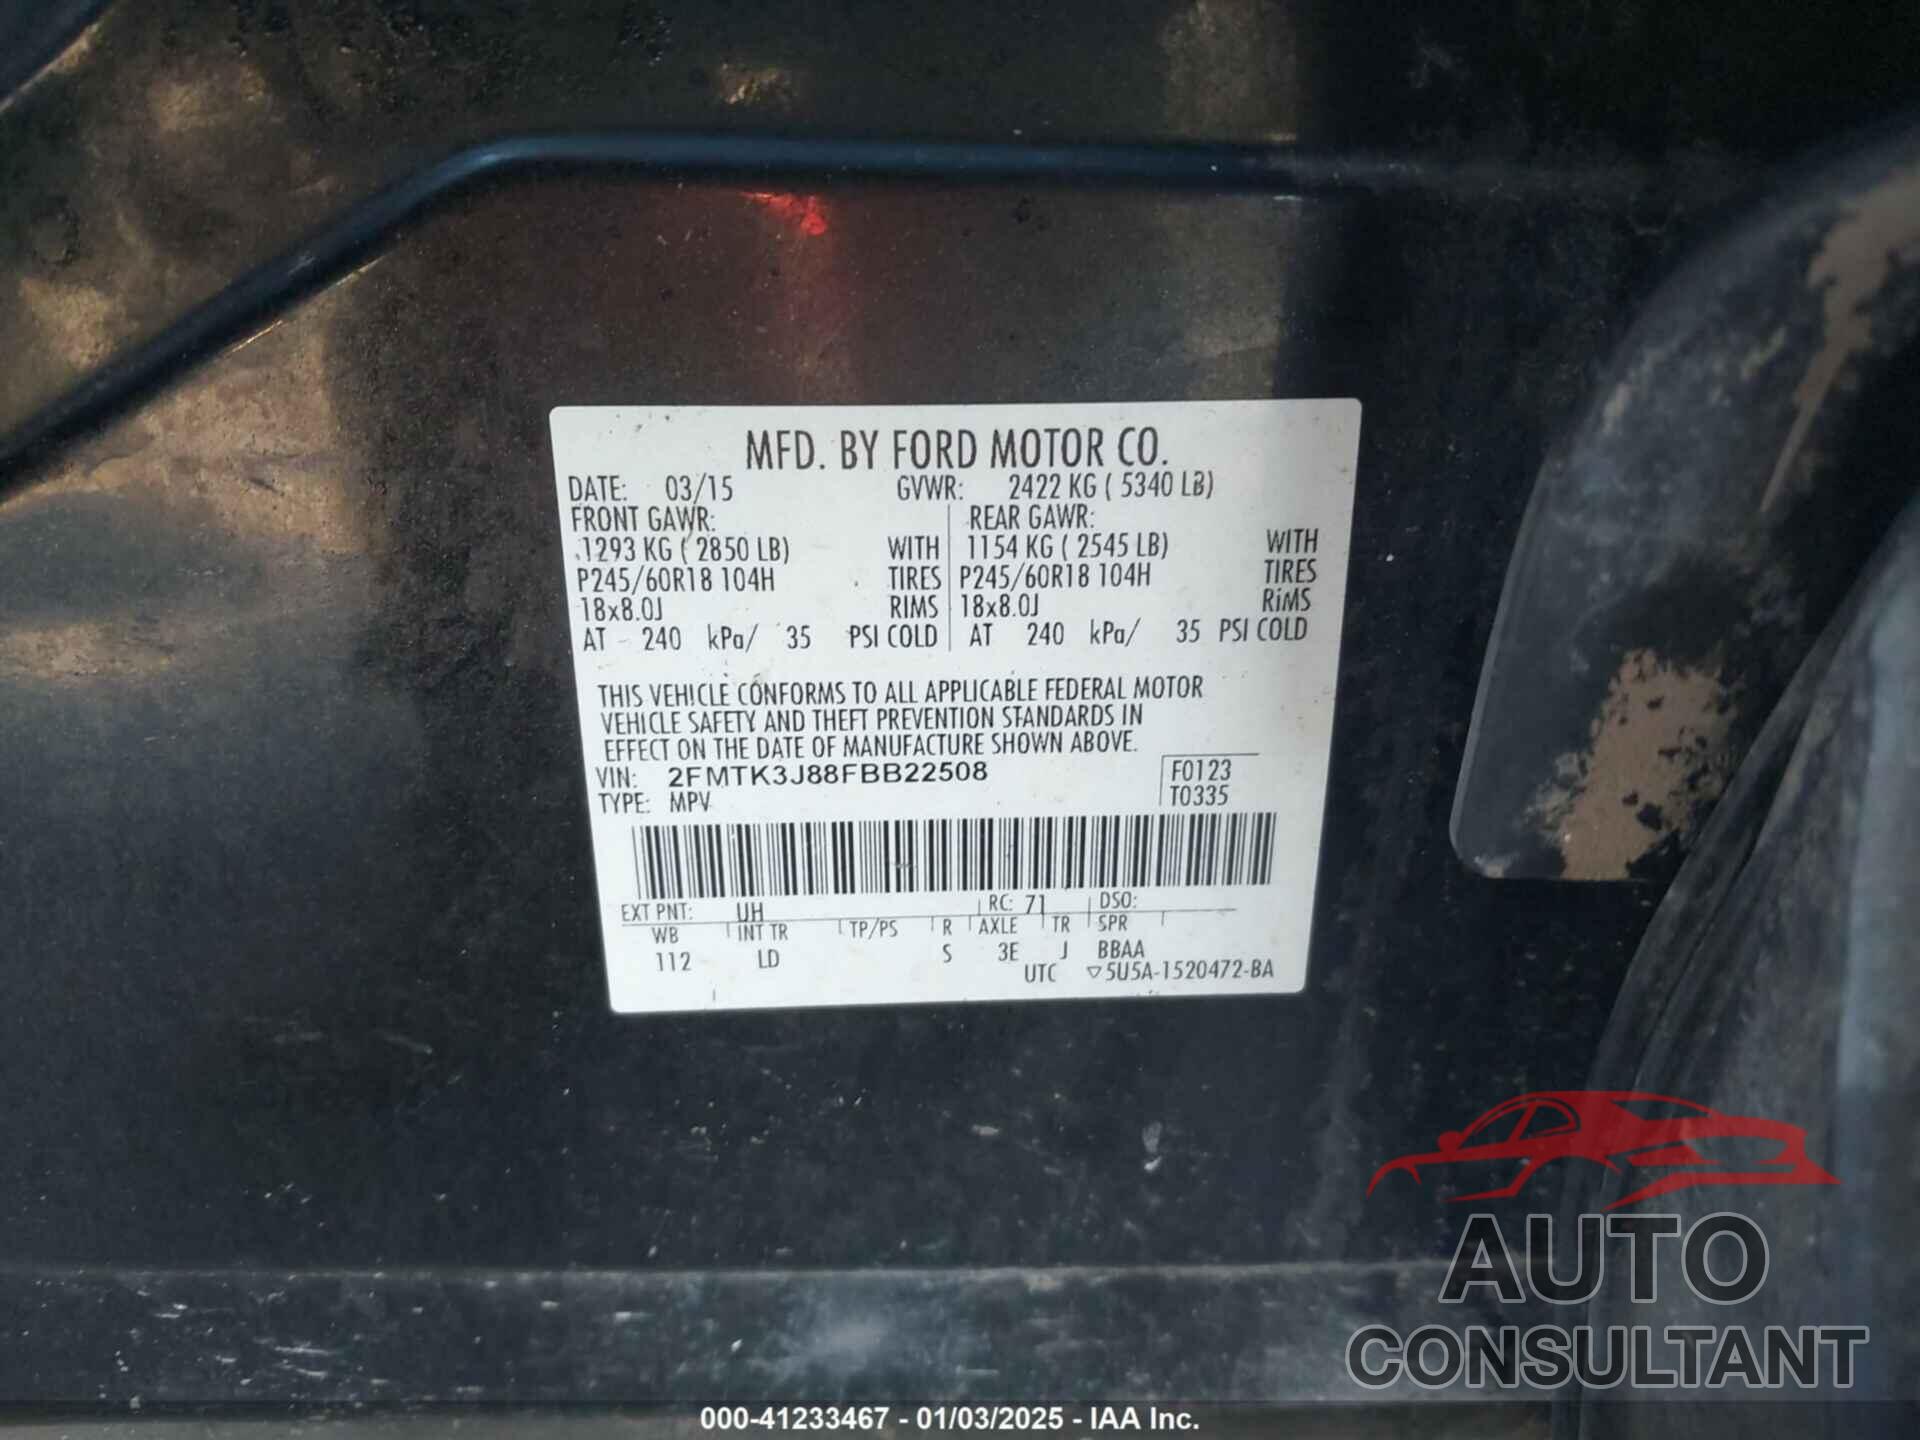 MFD. BY FORD MOTOR CO.
DATE: 03/15 GVWR: 2422 KG ( 5340 LB)
FRONT GAWR: REAR GAWR:
1293 KG ( 2850 LB) WITH 1154 KG ( 2545 LB) WITH
P245/60R18 104H TIRES P245/60R18 104H TIRES
18x8.0J RIMS 18x8.0J RiMS
AT 240 kPa/ 35 PSI COLD AT 240 kPa/ 35 PSI COLD
THIS VEHICLE CONFORMS TO ALL APPLICABLE FEDERAL MOTOR
VEHICLE SAFETY AND THEFT PREVENTION STANDARDS IN
EFFECT ON THE DATE OF MANUFACTURE SHOWN ABOVE.
VIN: 2FMTK3J88FBB22508 F0123
TYPE: MPV T0335
EXT PNT: UH RC: 71 DSO:
WB INT TR TP/PS R AXLE TR SPR
112 LD S 3E J BBAA
UTC ▽5U5A-1520472-BA
AUTO
CONSULTANT
000-41233467 - 01/03/2025 - IAA Inc.